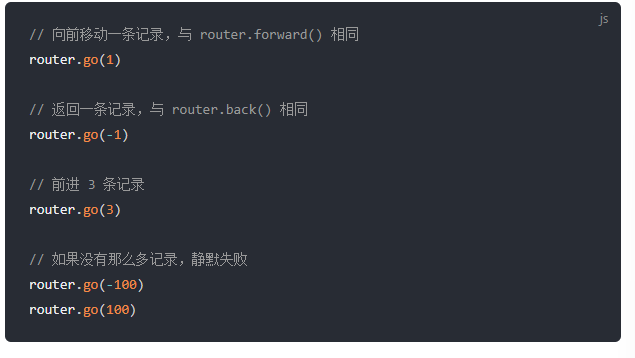 js
// 向前移动一条记录，与 router.forward() 相同
router.go(1)
// 返回一条记录，与 router.back() 相同
router.go(-1)
// 前进 3 条记录
router.go(3)
// 如果没有那么多记录，静默失败
router.go(-100)
router.go(100)